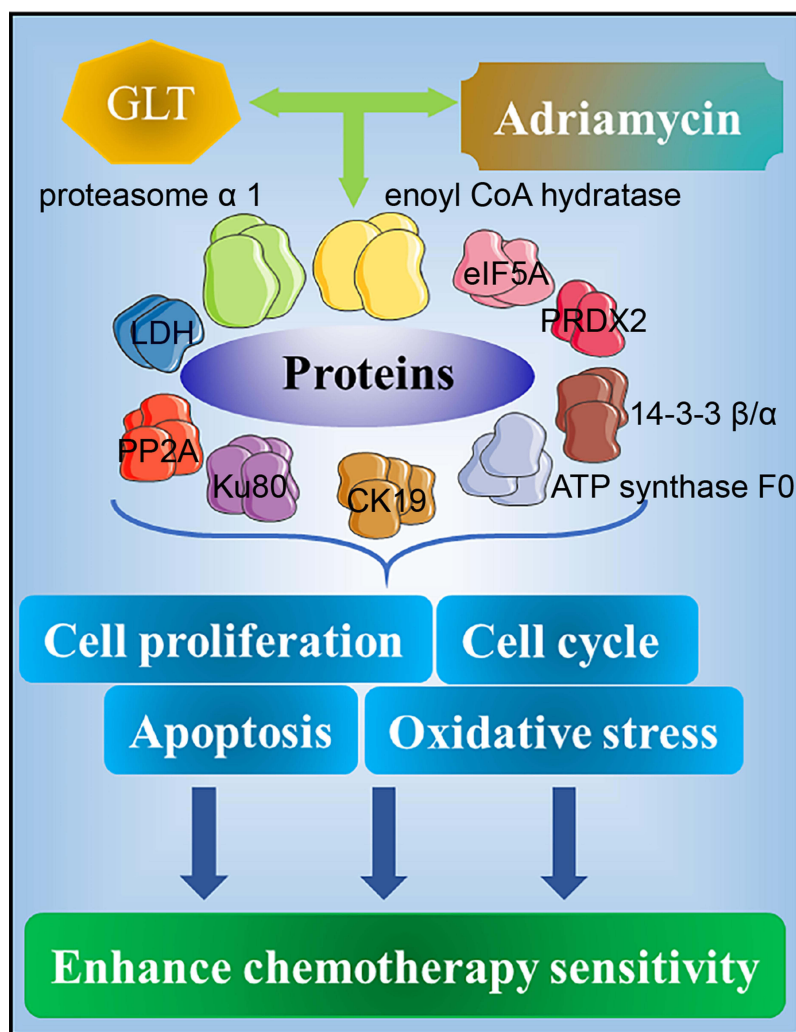 GLT
Adriamycin
proteasome α 1
enoyl CoA hydratase
eIF5A
LDH
PRDX2
Proteins
14-3-3 β/α
PP2A
Ku80
CK19
ATP synthase F0
Cell proliferation
Cell cycle
Apoptosis
Oxidative stress
Enhance chemotherapy sensitivity